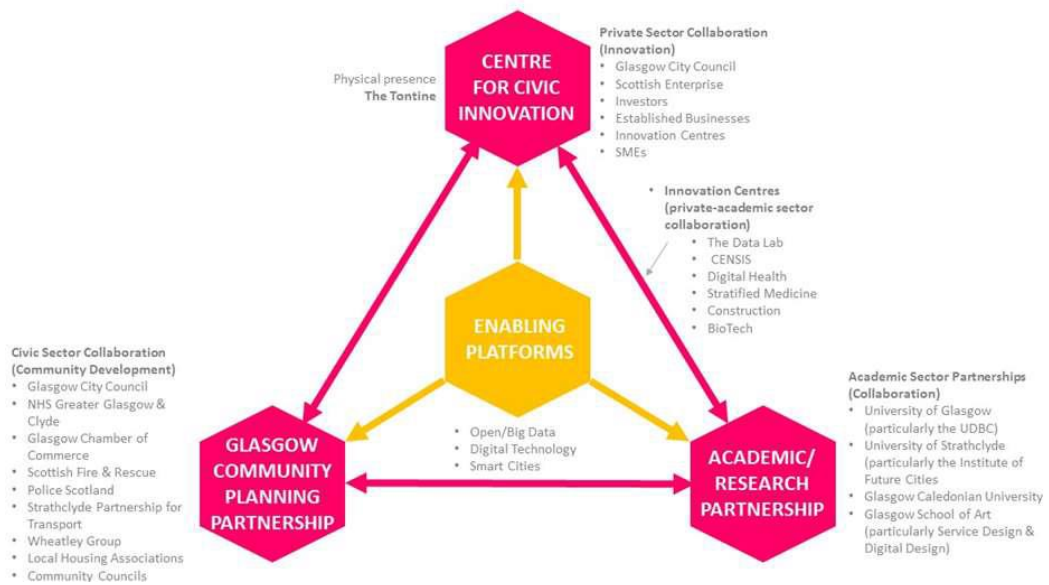 Physical presence
The Tontine
CENTRE
FOR CIVIC
INNOVATION
Private Sector Collaboration
(Innovation)
• Glasgow City Council
• Scottish Enterprise
• Investors
• Established Businesses
• Innovation Centres
• SMEs
• Innovation Centres
(private-academic sector
collaboration)
• The Data Lab
• CENSIS
• Digital Health
• Stratified Medicine
• Construction
• BioTech
ENABLING
PLATFORMS
• Open/Big Data
• Digital Technology
• Smart Cities
Civic Sector Collaboration
(Community Development)
• Glasgow City Council
• NHS Greater Glasgow &
Clyde
• Glasgow Chamber of
Commerce
• Scottish Fire & Rescue
• Police Scotland
• Strathclyde Partnership for
Transport
• Wheatley Group
• Local Housing Associations
• Community Councils
GLASGOW
COMMUNITY
PLANNING
PARTNERSHIP
ACADEMIC/
RESEARCH
PARTNERSHIP
Academic Sector Partnerships
(Collaboration)
• University of Glasgow
(particularly the UDBC)
• University of Strathclyde
(particularly the Institute of
Future Cities
• Glasgow Caledonian University
• Glasgow School of Art
(particularly Service Design &
Digital Design)